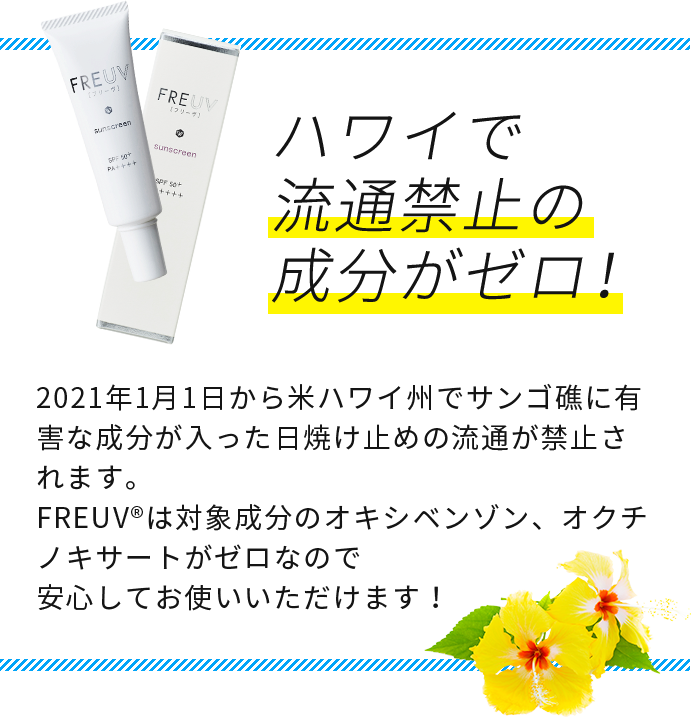 FREUV
[フリーヴ]
sunscreen
SPF 50+
PA++++
FREUV
[フリーヴ]
sunscreen
SPF 50+
++++
ハワイで
流通禁止の
成分がゼロ!
2021年1月1日から米ハワイ州でサンゴ礁に有
害な成分が入った日焼け止めの流通が禁止さ
れます。
FREUV®は対象成分のオキシベンゾン、オクチ
ノキサートがゼロなので
安心してお使いいただけます！